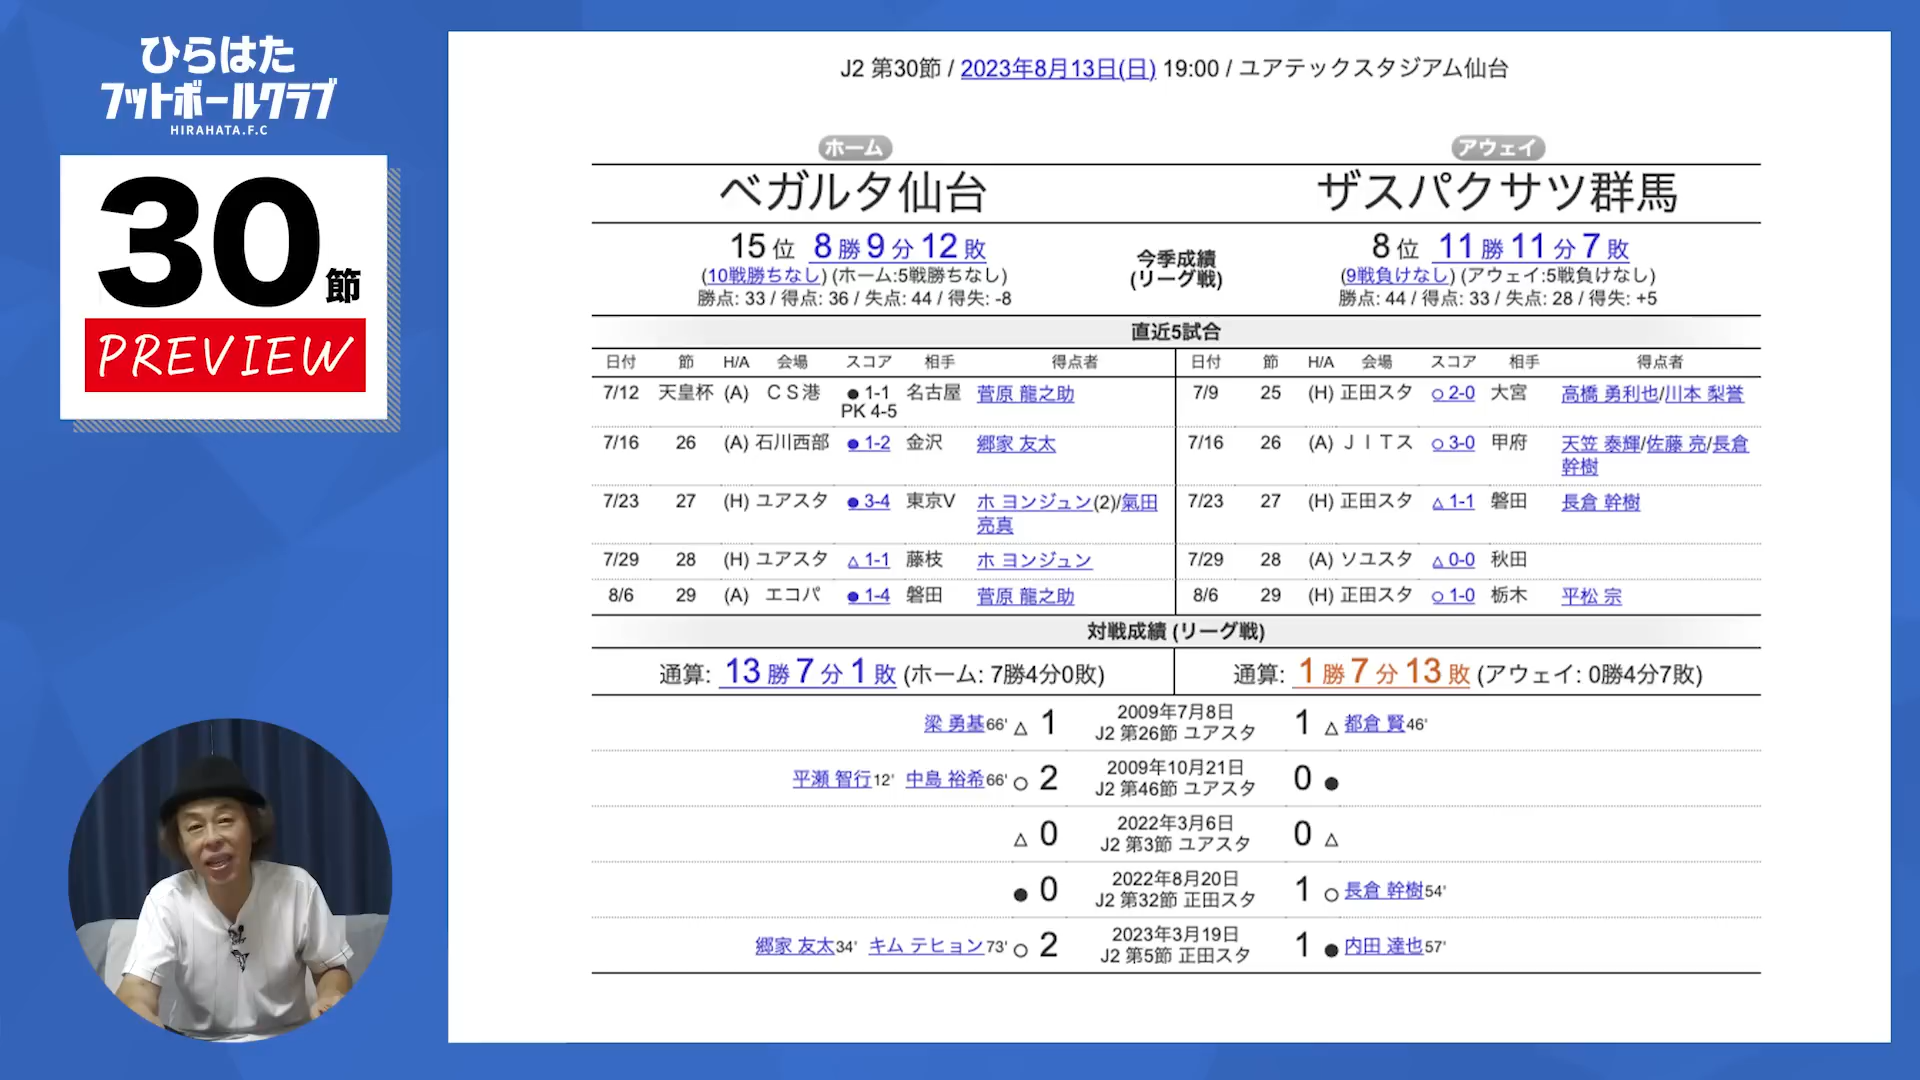 ひらはた
フットボールクラブ
HIRAHATA.F.C
30節
PREVIEW
J2 第30節 / 2023年8月13日(日) 19:00 / ユアテックスタジアム仙台
ホーム アウェイ
ベガルタ仙台 ザスパクサツ群馬
15位 8勝9分12敗 今季成績 (リーグ戦) 8位 11勝11分7敗
(10戦勝ちなし) (ホーム:5戦勝ちなし) (9戦負けなし) (アウェイ:5戦負けなし)
勝点: 33 / 得点: 36 / 失点: 44 / 得失: -8 勝点: 44 / 得点: 33 / 失点: 28 / 得失: +5
直近5試合
日付 節 H/A 会場 スコア 相手 得点者 日付 節 H/A 会場 スコア 相手 得点者
7/12 天皇杯 (A) ＣＳ港 ●1-1 名古屋 菅原 龍之助 7/9 25 (H) 正田スタ ○2-0 大宮 高橋 勇利也/川本 梨誉
PK 4-5
7/16 26 (A) 石川西部 ●1-2 金沢 郷家 友太 7/16 26 (A) ＪＩＴス ○3-0 甲府 天笠 泰輝/佐藤 亮/長倉
幹樹
7/23 27 (H) ユアスタ ●3-4 東京V ホ ヨンジュン(2)/氣田 7/23 27 (H) 正田スタ △1-1 磐田 長倉 幹樹
亮真
7/29 28 (H) ユアスタ △1-1 藤枝 ホ ヨンジュン 7/29 28 (A) ソユスタ △0-0 秋田
8/6 29 (A) エコパ ●1-4 磐田 菅原 龍之助 8/6 29 (H) 正田スタ ○1-0 栃木 平松 宗
対戦成績 (リーグ戦)
通算: 13勝7分1敗 (ホーム: 7勝4分0敗) 通算: 1勝7分13敗 (アウェイ: 0勝4分7敗)
梁 勇基66' △ 1 2009年7月8日 1 △ 都倉 賢46'
J2 第26節 ユアスタ
平瀬 智行12' 中島 裕希66' ○ 2 2009年10月21日 0 ●
J2 第46節 ユアスタ
△ 0 2022年3月6日 0 △
J2 第3節 ユアスタ
● 0 2022年8月20日 1 ○ 長倉 幹樹54'
J2 第32節 正田スタ
郷家 友太34' キム テヒョン73' ○ 2 2023年3月19日 1 ● 内田 達也57'
J2 第5節 正田スタ